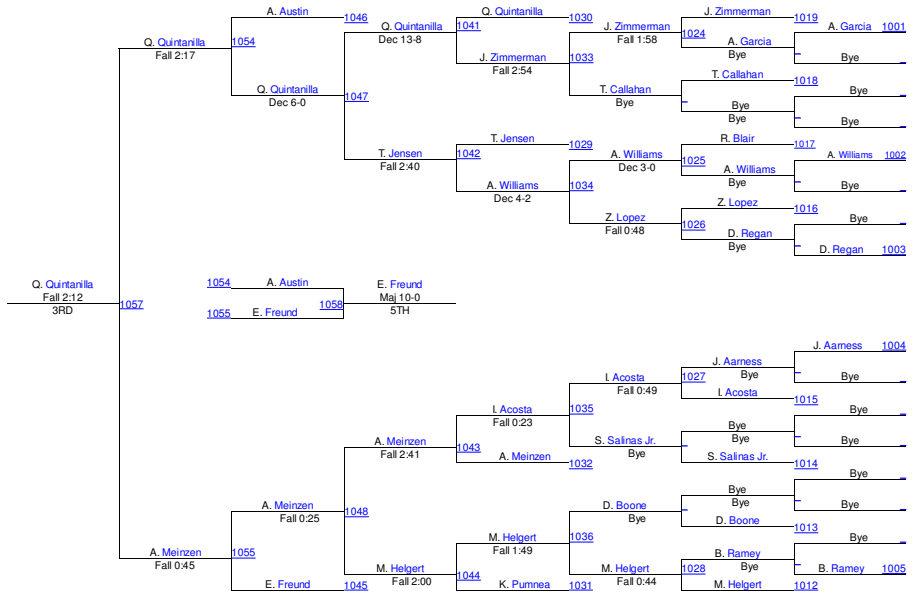 A. Austin 1046 Q. Quintanilla 1030 J. Zimmerman 1019
Q. Quintanilla 1041 J. Zimmerman A. Garcia 1001
Q. Quintanilla 1054 Dec 13-8 Fall 1:58 1024 A. Garcia
Fall 2:17 J. Zimmerman 1033 Bye Bye
Fall 2:54 T. Callahan 1018
Q. Quintanilla 1047 T. Callahan Bye
Dec 6-0 Bye Bye
Bye Bye
T. Jensen 1029 R. Blair 1017
T. Jensen 1042 A. Williams 1025 A. Williams 1002
Fall 2:40 Dec 3-0 A. Williams
A. Williams 1034 Bye Bye
Dec 4-2 Z. Lopez 1016
Z. Lopez 1026 Bye
Fall 0:48 D. Regan
Bye D. Regan 1003
Q. Quintanilla 1054 A. Austin E. Freund
Fall 2:12 1057 1058 Maj 10-0
3RD 1055 E. Freund 5TH
J. Aarness 1004
J. Aarness
I. Acosta 1027 Bye Bye
Fall 0:49 I. Acosta 1015
I. Acosta 1035 Bye
Fall 0:23 Bye
A. Meinzen 1043 S. Salinas Jr. Bye Bye
Fall 2:41 A. Meinzen 1032 Bye S. Salinas Jr. 1014
Bye
Bye
A. Meinzen 1048 D. Boone Bye Bye
Fall 0:25 Bye D. Boone 1013
M. Helgert 1036 Bye
A. Meinzen 1055 Fall 1:49 B. Ramey
Fall 0:45 M. Helgert 1044 M. Helgert 1028 Bye B. Ramey 1005
E. Freund 1045 Fall 2:00 K. Pumnea 1031 Fall 0:44 M. Helgert 1012